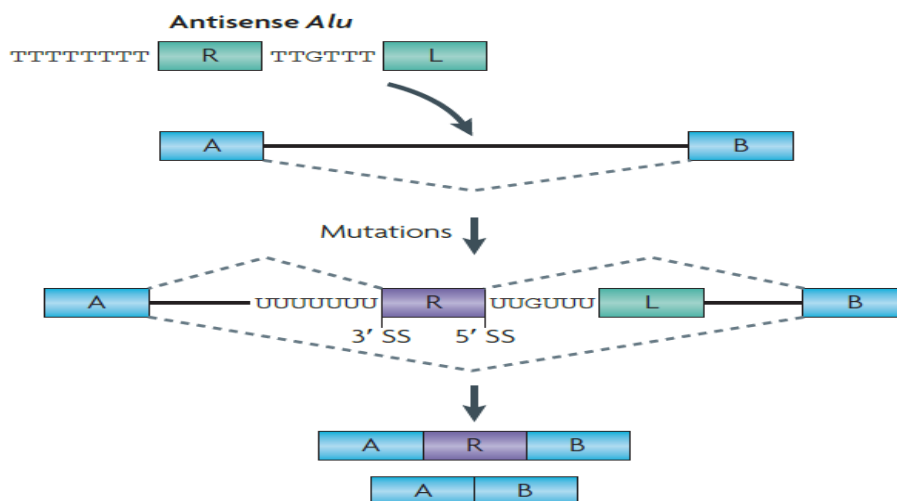 Antisense Alu
TTTTTTTT R TTGTTT L
A B
Mutations
A UUUUUUU R UUGUUU L B
3′ SS 5′ SS
A R B
A B